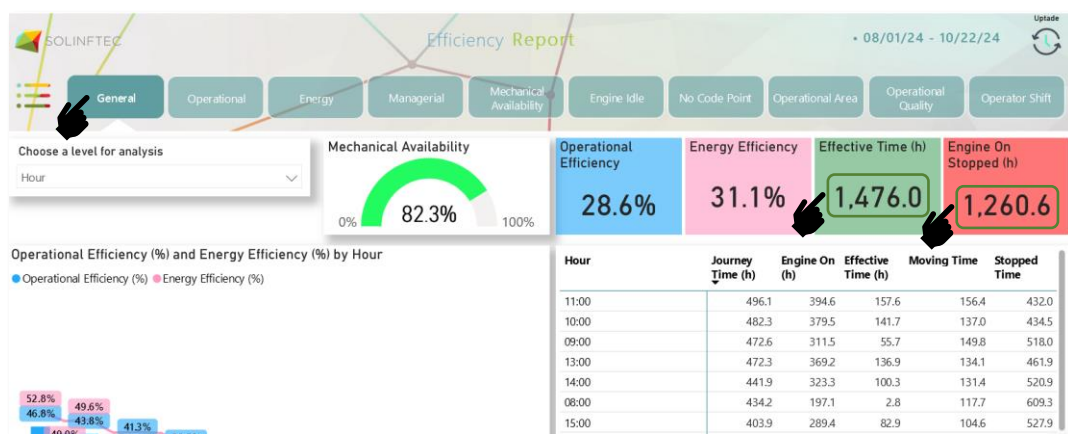 Uptade
SOLINFTEC
Efficiency Report
• 08/01/24 - 10/22/24
General
Operational
Energy
Managerial
Mechanical
Availability
Engine Idle
No Code Point
Operational Area
Operational
Quality
Operator Shift
Choose a level for analysis
Hour
Mechanical Availability
0%
82.3%
100%
Operational
Efficiency
28.6%
Energy Efficiency
31.1%
Effective Time (h)
1,476.0
Engine On
Stopped (h)
1,260.6
Operational Efficiency (%) and Energy Efficiency (%) by Hour
Operational Efficiency (%) Energy Efficiency (%)
52.8%
49.6%
46.8%
43.8%
41.3%
Hour Journey Time (h) Engine On (h) Effective Time (h) Moving Time Stopped Time
11:00 496.1 394.6 157.6 156.4 432.0
10:00 482.3 379.5 141.7 137.0 434.5
09:00 472.6 311.5 55.7 149.8 518.0
13:00 472.3 369.2 136.9 134.1 461.9
14:00 441.9 323.3 100.3 131.4 520.9
08:00 434.2 197.1 2.8 117.7 609.3
15:00 403.9 289.4 82.9 104.6 527.9